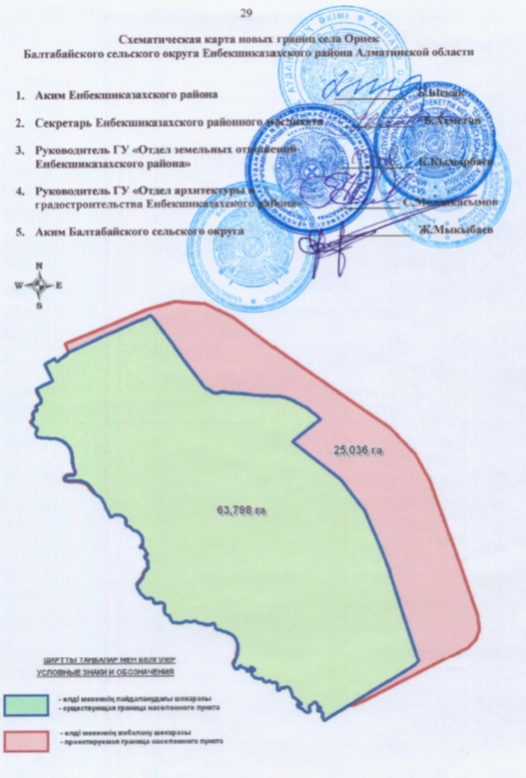 29
Схематическая карта новых границ села Орнек
Балтабайского сельского округа Енбекшиказахского района Алматинской области
1. Аким Енбекшиказахского района
2. Секретарь Енбекшиказахского районного маслихата Б.Ахметов
3. Руководитель ГУ «Отдел земельных отношений
Енбекшиказахского района»
4. Руководитель ГУ «Отдел архитектуры и
градостроительства Енбекшиказахского района»
5. Аким Балтабайского сельского округа Ж.Мыкыбаев
N
W E
S
25,036 га
63,798 га
ШАРТТЫ ТАҢБАЛАР МЕН БЕЛГІЛЕР
УСЛОВНЫЕ ЗНАКИ И ОБОЗНАЧЕНИЯ
- елді мекеннің пайдаланудағы шекарасы
- существующая граница населенного пункта
- елді мекеннің жобалану шекарасы
- проектируемая граница населенного пункта